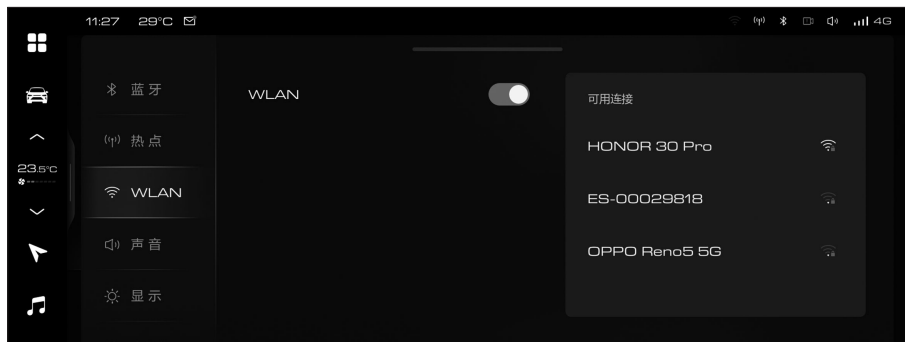 11:27 29°C
4G
23.5°C
蓝牙
热点
WLAN
声音
显示
WLAN
可用连接
HONOR 30 Pro
ES-00029818
OPPO Reno5 5G